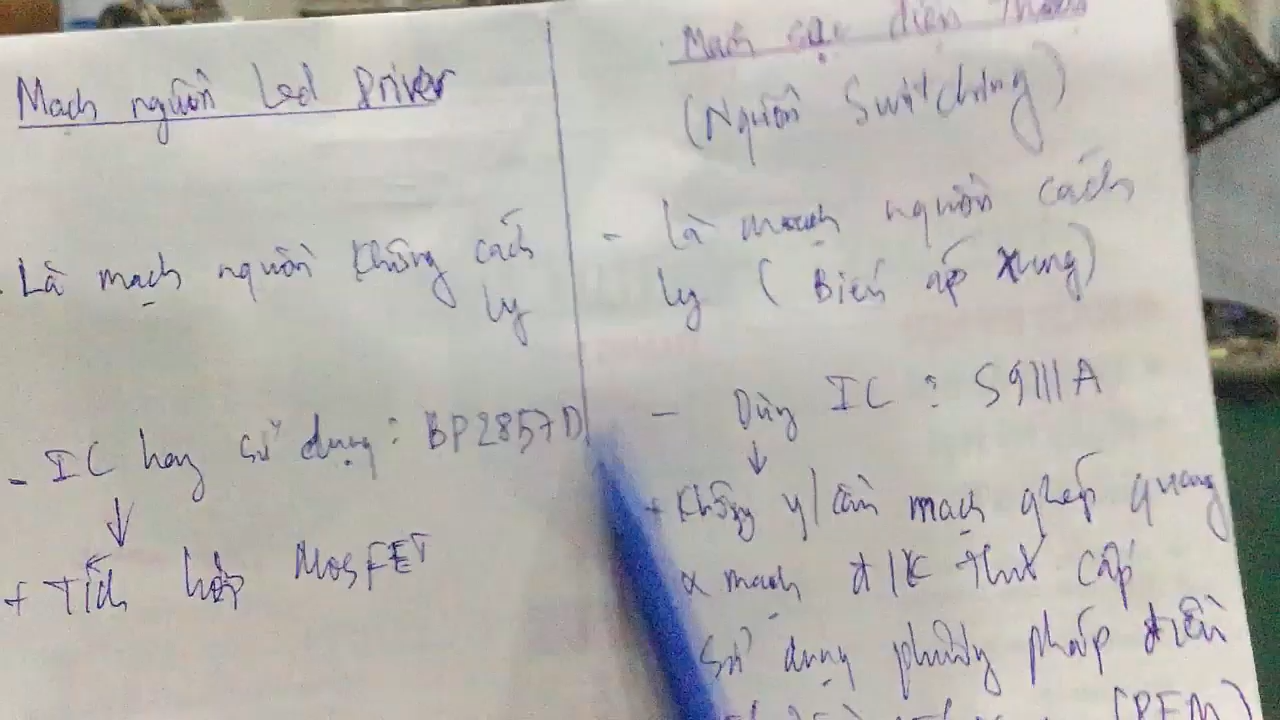 Mạch nguồn Led Driver
- Là mạch nguồn không cách
ly
- IC hay sử dụng: BP2857D
+ Tích hợp MosFET
Mạch sạc điện thoại
(Nguồn Switching)
- Là mạch nguồn cách
ly (Biến áp xung)
- Dùng IC: S9111A
+ Không y/cầu mạch ghép quang
& mạch đ/k thứ cấp
Sử dụng phương pháp điều
(PFM)